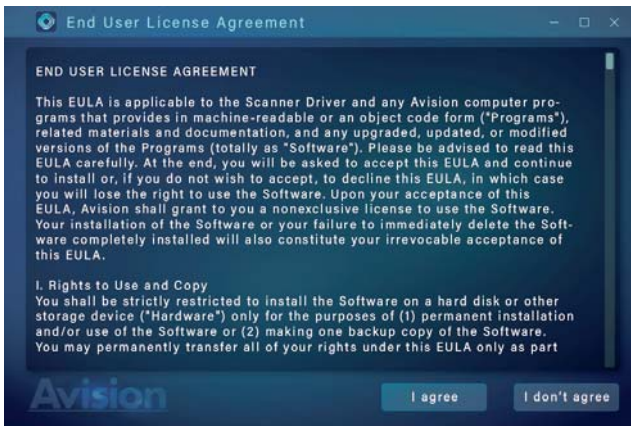 End User License Agreement
END USER LICENSE AGREEMENT
This EULA is applicable to the Scanner Driver and any Avision computer pro-
grams that provides in machine-readable or an object code form ("Programs"),
related materials and documentation, and any upgraded, updated, or modified
versions of the Programs (totally as "Software"). Please be advised to read this
EULA carefully. At the end, you will be asked to accept this EULA and continue
to install or, if you do not wish to accept, to decline this EULA, in which case
you will lose the right to use the Software. Upon your acceptance of this
EULA, Avision shall grant to you a nonexclusive license to use the Software.
Your installation of the Software or your failure to immediately delete the Soft-
ware completely installed will also constitute your irrevocable acceptance of
this EULA.
I. Rights to Use and Copy
You shall be strictly restricted to install the Software on a hard disk or other
storage device ("Hardware") only for the purposes of (1) permanent installation
and/or use of the Software or (2) making one backup copy of the Software.
You may permanently transfer all of your rights under this EULA only as part
Avision
I agree
I don't agree